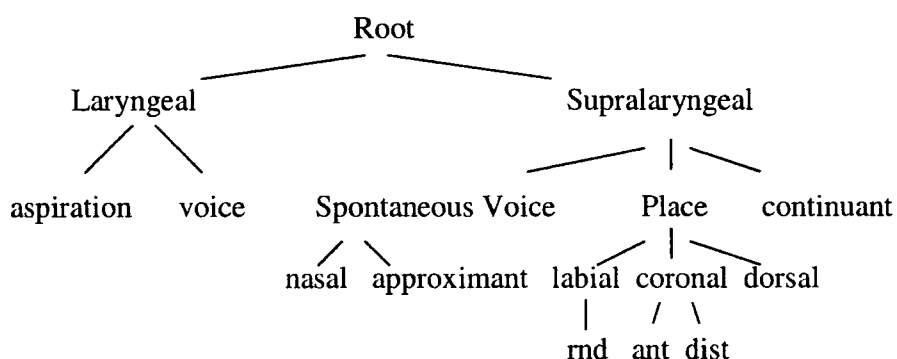 Root
Laryngeal Supralaryngeal
aspiration voice Spontaneous Voice Place continuant
nasal approximant labial coronal dorsal
rnd ant dist